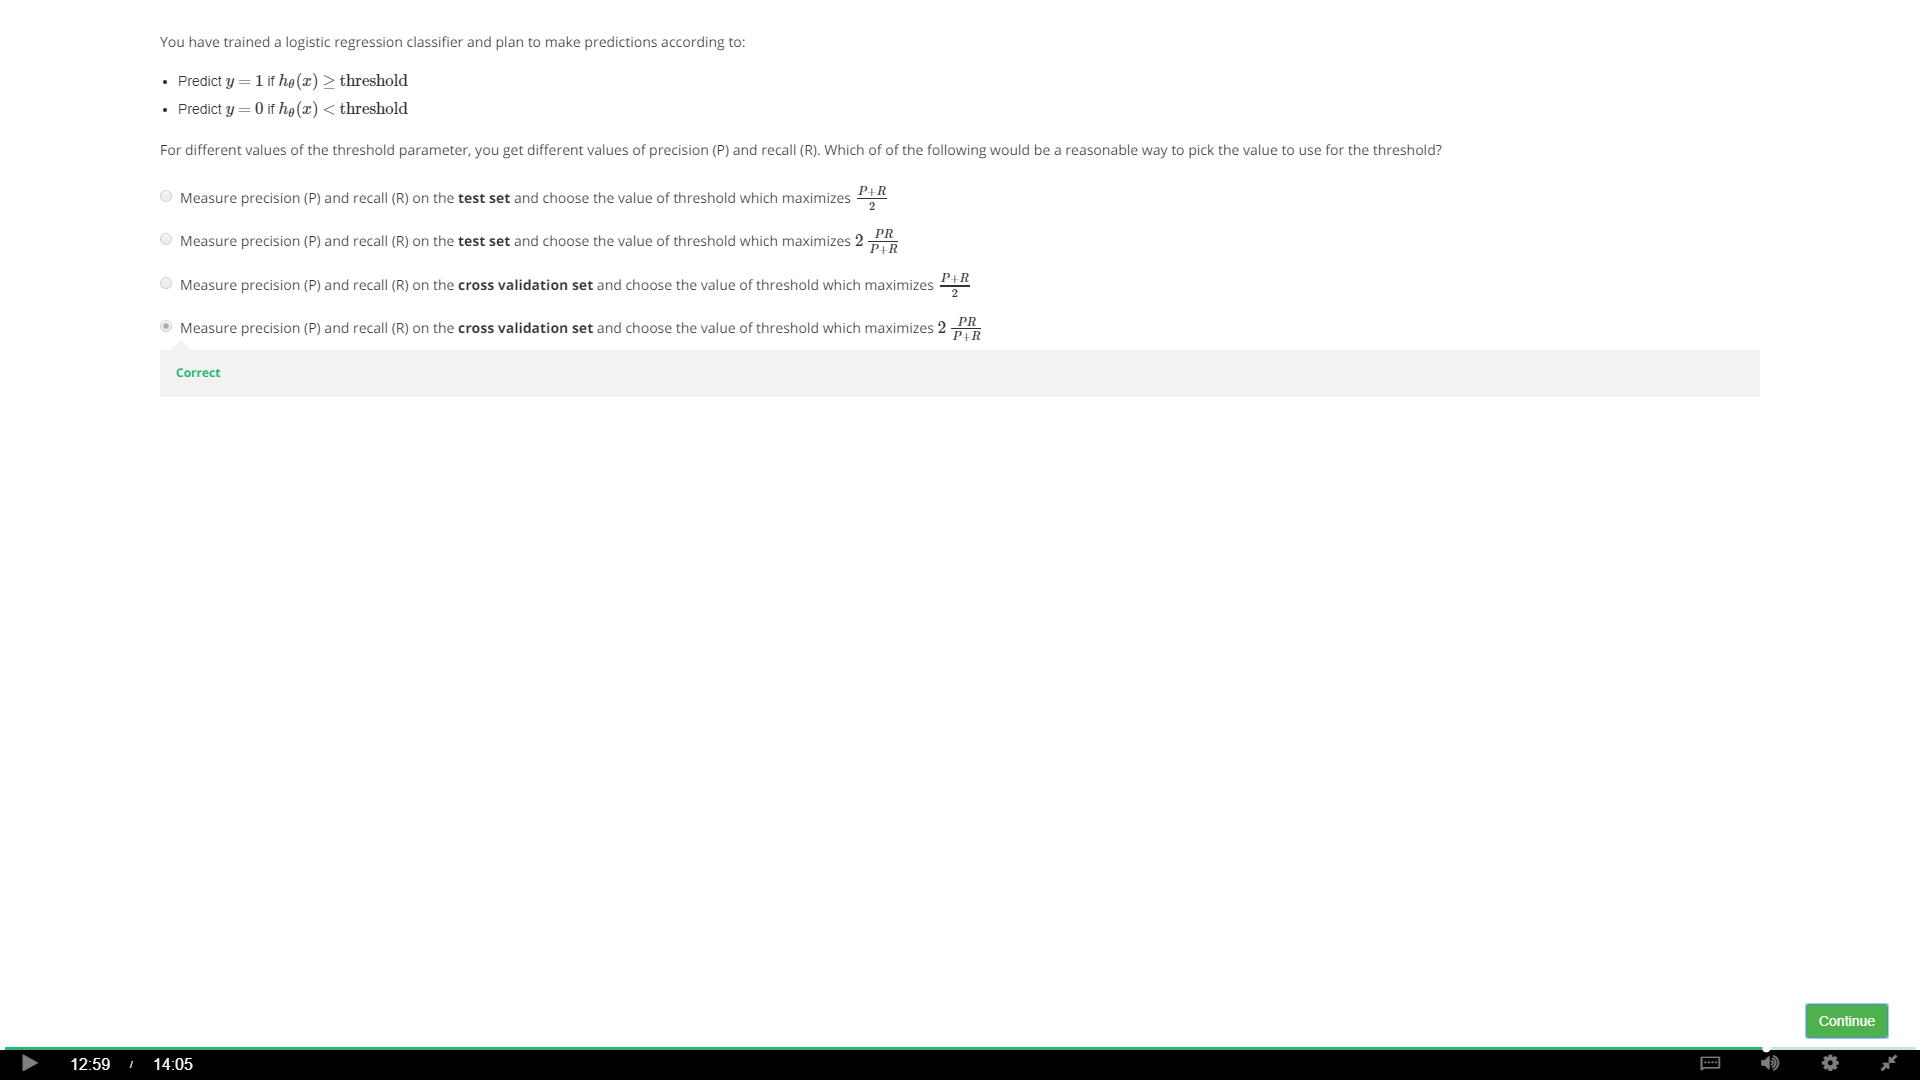 You have trained a logistic regression classifier and plan to make predictions according to:
• Predict y = 1 if hθ(x) ≥ threshold
• Predict y = 0 if hθ(x) < threshold
For different values of the threshold parameter, you get different values of precision (P) and recall (R). Which of of the following would be a reasonable way to pick the value to use for the threshold?
Measure precision (P) and recall (R) on the test set and choose the value of threshold which maximizes \frac{P+R}{2}
Measure precision (P) and recall (R) on the test set and choose the value of threshold which maximizes 2 \frac{PR}{P+R}
Measure precision (P) and recall (R) on the cross validation set and choose the value of threshold which maximizes \frac{P+R}{2}
Measure precision (P) and recall (R) on the cross validation set and choose the value of threshold which maximizes 2 \frac{PR}{P+R}
Correct
Continue
12:59 / 14:05